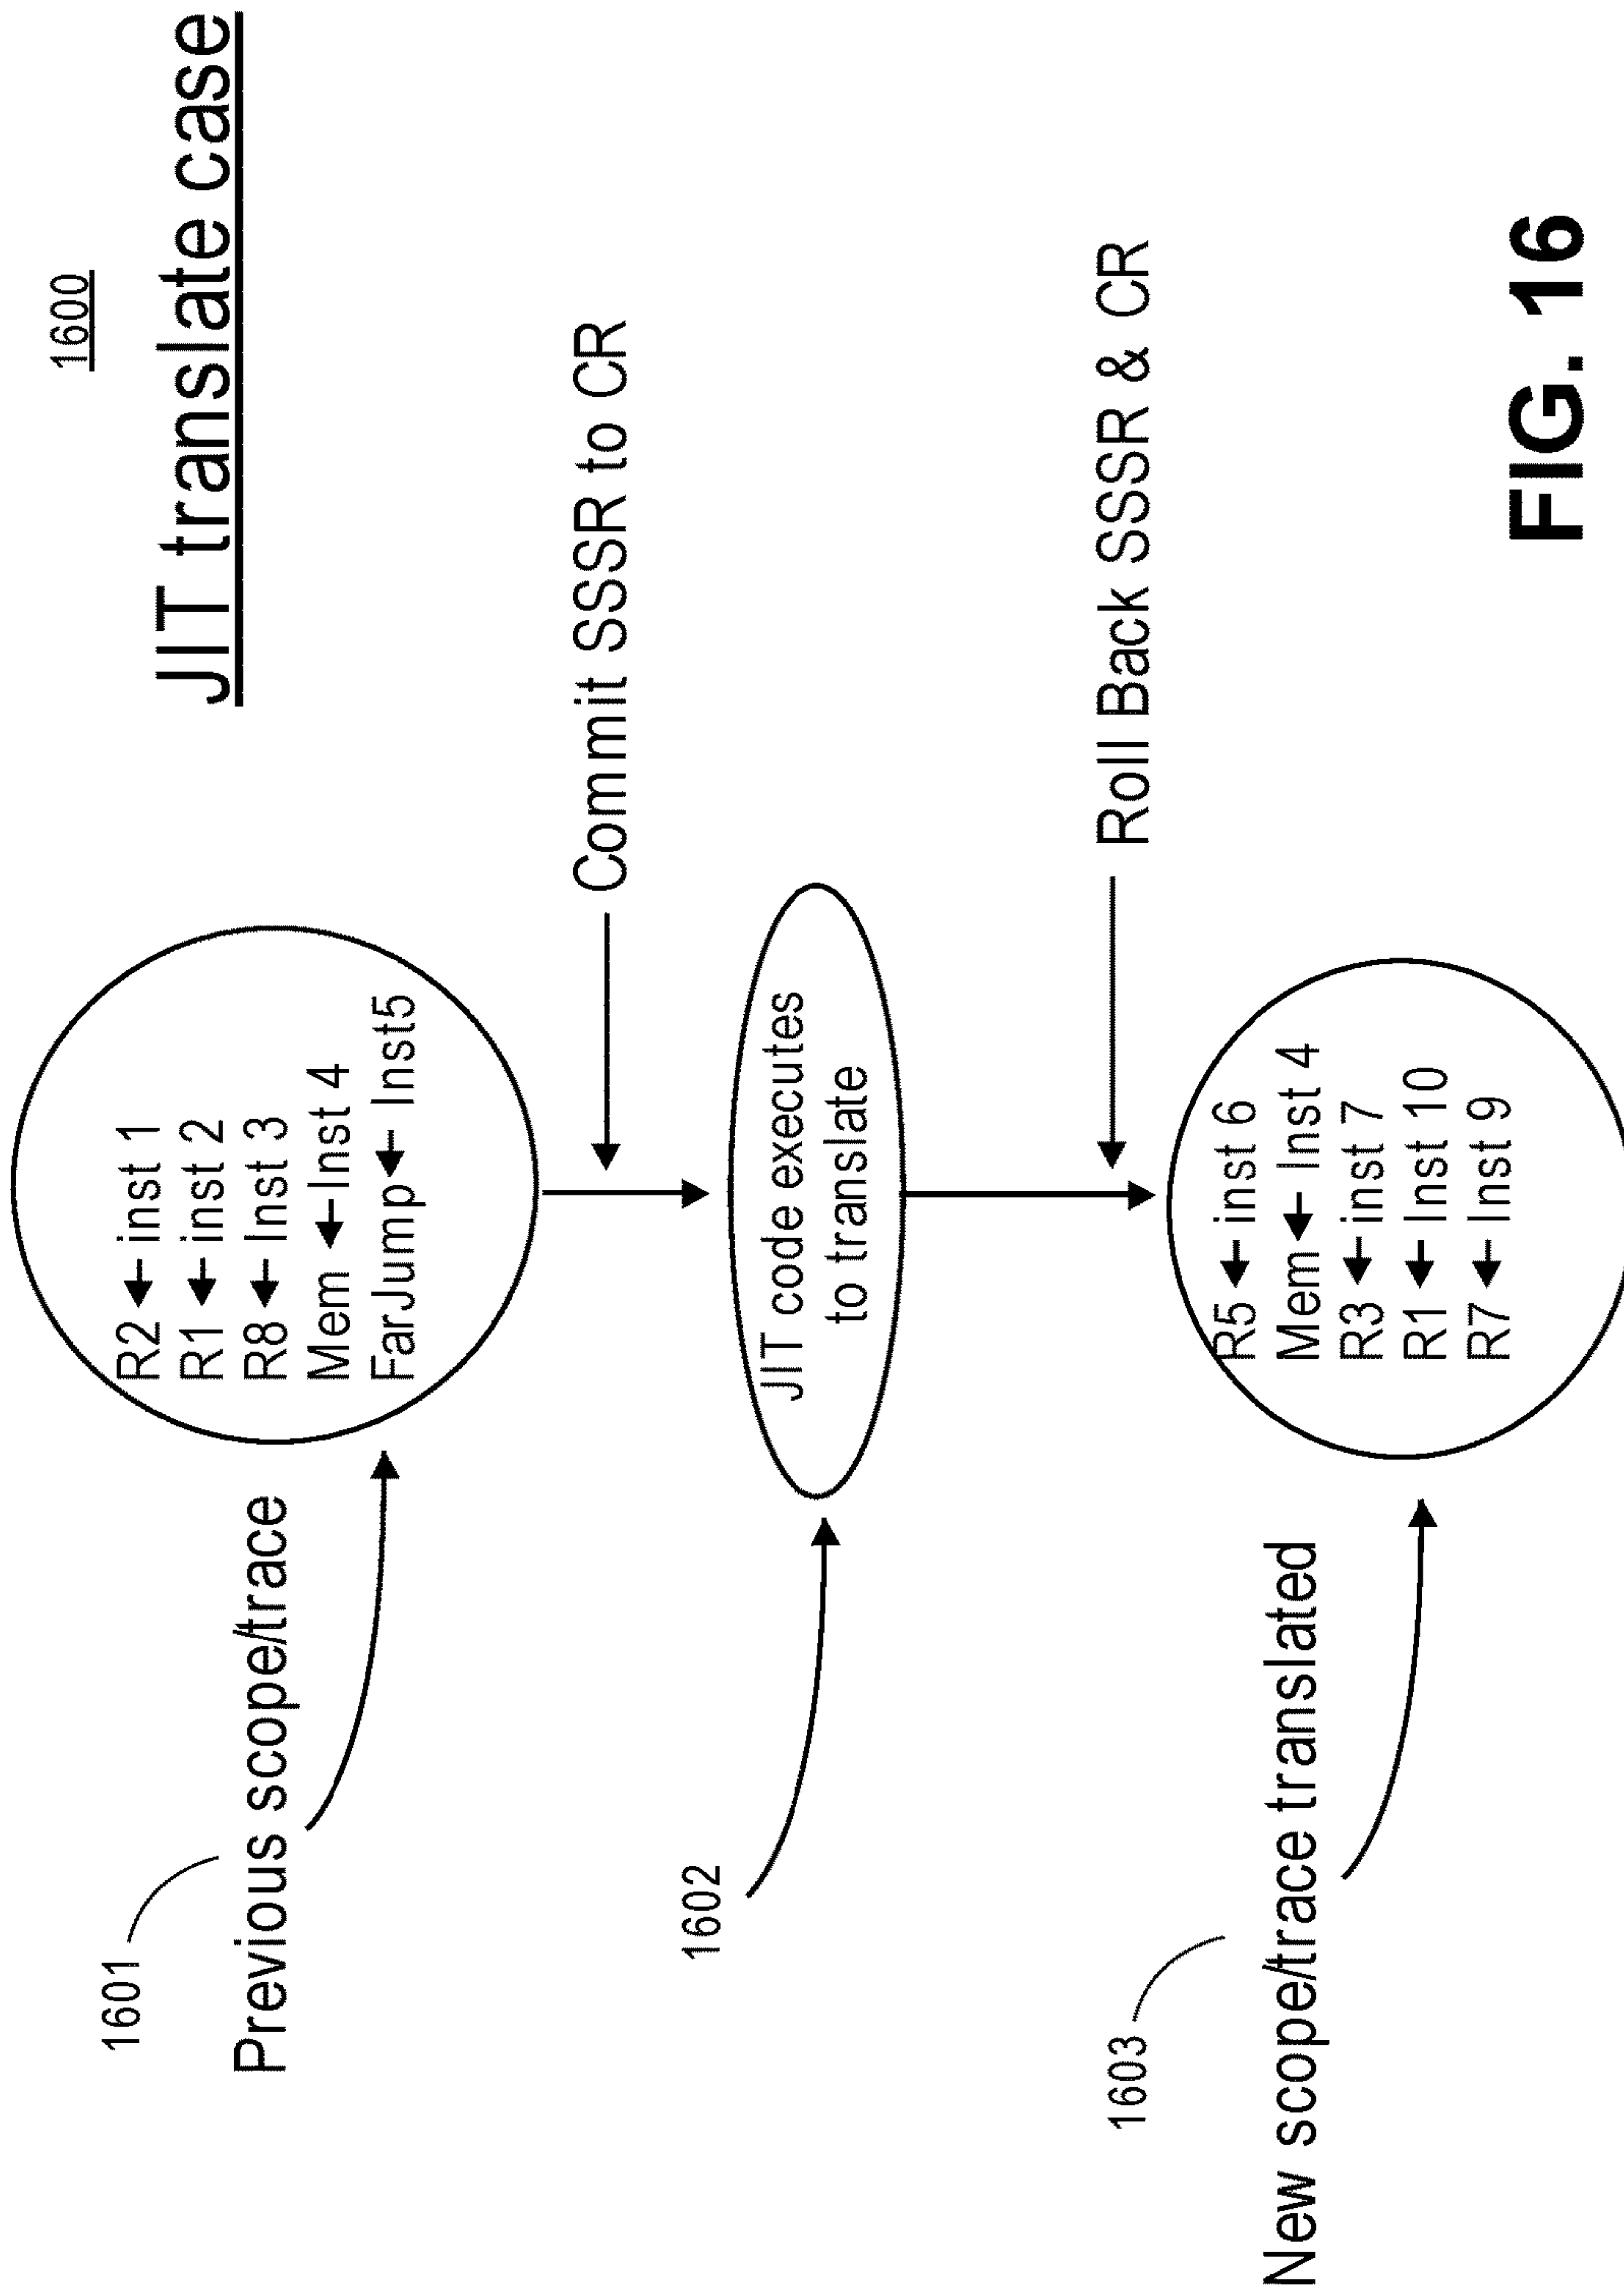 1600
JIT translate case
1601
Previous scope/trace
R2 ← inst 1
R1 ← inst 2
R8 ← Inst 3
Mem ← Inst 4
FarJump ← Inst5
Commit SSSR to CR
1602
JIT code executes
to translate
Roll Back SSSR & CR
1603
New scope/trace translated
R5 ← inst 6
Mem ← Inst 4
R3 ← inst 7
R1 ← Inst 10
R7 ← Inst 9
FIG. 16